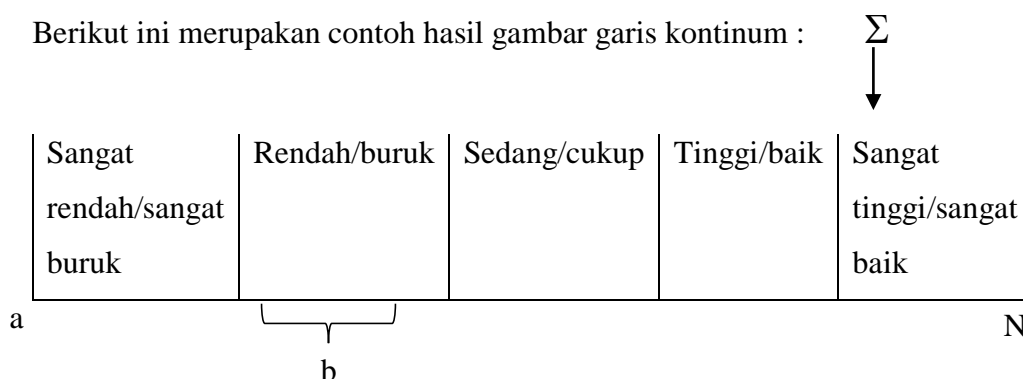 Berikut ini merupakan contoh hasil gambar garis kontinum : Σ
Sangat rendah/sangat buruk
Rendah/buruk
Sedang/cukup
Tinggi/baik
Sangat tinggi/sangat baik
a
N
b